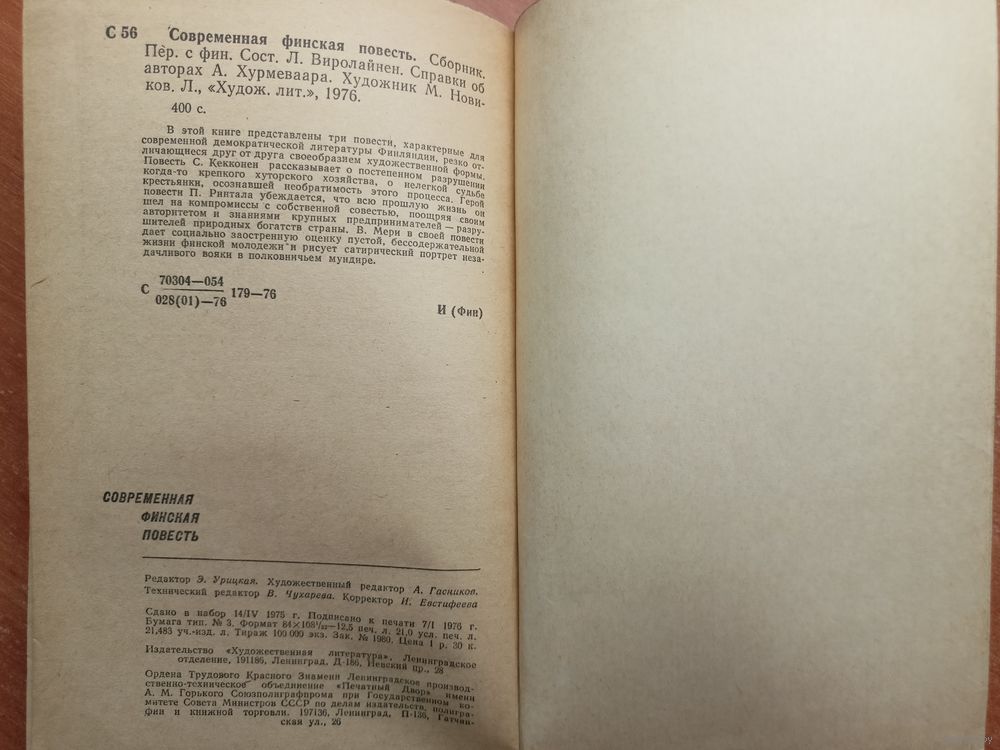 С 56 Современная финская повесть. Сборник.
Пер. с фин. Сост. Л. Виролайнен. Справки об
авторах А. Хурмеваара. Художник М. Нови-
ков. Л., «Худож. лит.», 1976.
400 с.
В этой книге представлены три повести, характерные для
современной демократической литературы Финляндии, резко от-
личающиеся друг от друга своеобразием художественной формы.
Повесть С. Кекконен рассказывает о постепенном разрушении
когда-то крепкого хуторского хозяйства, о нелегкой судьбе
крестьянки, осознавшей необратимость этого процесса. Герой
повести П. Ринтала убеждается, что всю прошлую жизнь он
шел на компромиссы с собственной совестью, поощряя своим
авторитетом и знаниями крупных предпринимателей — разру-
шителей природных богатств страны. В. Мери в своей повести
дает социально заостренную оценку пустой, бессодержательной
жизни финской молодежи и рисует сатирический портрет неза-
дачливого вояки в полковничьем мундире.
70304—054
С 179—76
028(01)—76
И (Фин)
СОВРЕМЕННАЯ
ФИНСКАЯ
ПОВЕСТЬ
Редактор Э. Урицкая. Художественный редактор А. Гасников.
Технический редактор В. Чухарева. Корректор И. Евстифеева
Сдано в набор 14/IV 1975 г. Подписано к печати 7/1 1976 г.
Бумага тип. № 3. Формат 84×108¹/₃₂—12,5 печ. л. 21,0 усл. печ. л.
21,483 уч.-изд. л. Тираж 100 000 экз. Зак. № 1980. Цена 1 р. 30 к.
Издательство «Художественная литература», Ленинградское
отделение, 191186, Ленинград, Д-186, Невский пр., 28
Ордена Трудового Красного Знамени Ленинградское производ-
ственно-техническое объединение «Печатный Двор» имени
А. М. Горького Союзполиграфпрома при Государственном ко-
митете Совета Министров СССР по делам издательств, полигра-
фии и книжной торговли. 197136, Ленинград, П-136, Гатчин-
ская ул., 26